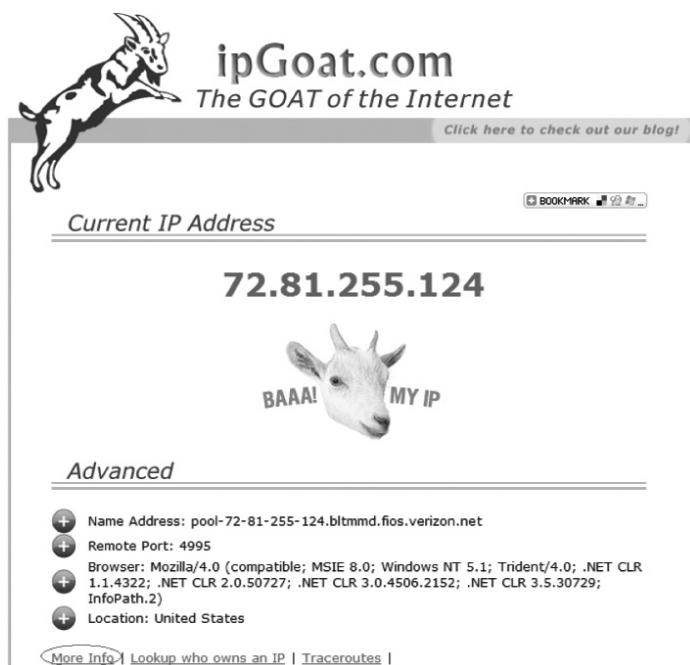 ipGoat.com
The GOAT of the Internet
Click here to check out our blog!
BOOKMARK
Current IP Address
72.81.255.124
BAAA! MY IP
Advanced
Name Address: pool-72-81-255-124.bltmmd.fios.verizon.net
Remote Port: 4995
Browser: Mozilla/4.0 (compatible; MSIE 8.0; Windows NT 5.1; Trident/4.0; .NET CLR
1.1.4322; .NET CLR 2.0.50727; .NET CLR 3.0.4506.2152; .NET CLR 3.5.30729;
InfoPath.2)
Location: United States
More Info | Lookup who owns an IP | Traceroutes |